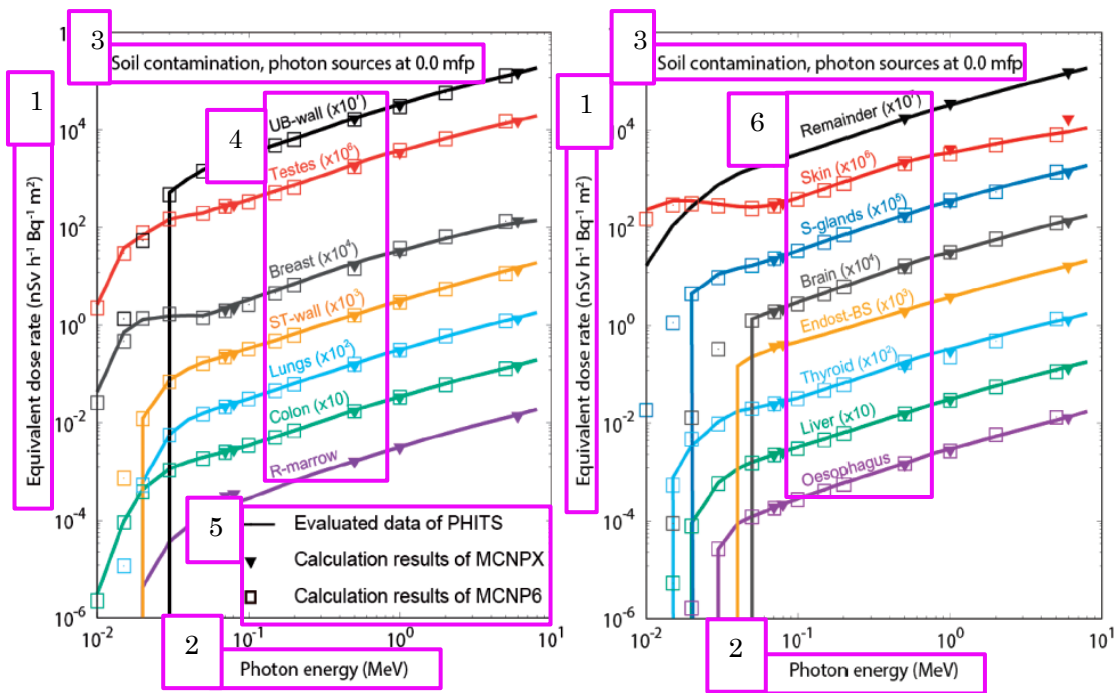 3
Soil contamination, photon sources at 0.0 mfp
1
4
UB-wall (x10⁷)
Testes (x10⁶)
Breast (x10⁴)
ST-wall (x10³)
Lungs (x10²)
Colon (x10)
R-marrow
Equivalent dose rate (nSv h⁻¹ Bq⁻¹ m²)
10⁴
10²
10⁰
10⁻²
10⁻⁴
10⁻⁶
5
Evaluated data of PHITS
Calculation results of MCNPX
Calculation results of MCNP6
10⁻²
10⁻¹
10⁰
10¹
2
Photon energy (MeV)
3
Soil contamination, photon sources at 0.0 mfp
1
6
Remainder (x10⁷)
Skin (x10⁶)
S-glands (x10⁵)
Brain (x10⁴)
Endost-BS (x10³)
Thyroid (x10²)
Liver (x10)
Oesophagus
Equivalent dose rate (nSv h⁻¹ Bq⁻¹ m²)
10⁴
10²
10⁰
10⁻²
10⁻⁴
10⁻⁶
10⁻²
10⁻¹
10⁰
10¹
2
Photon energy (MeV)